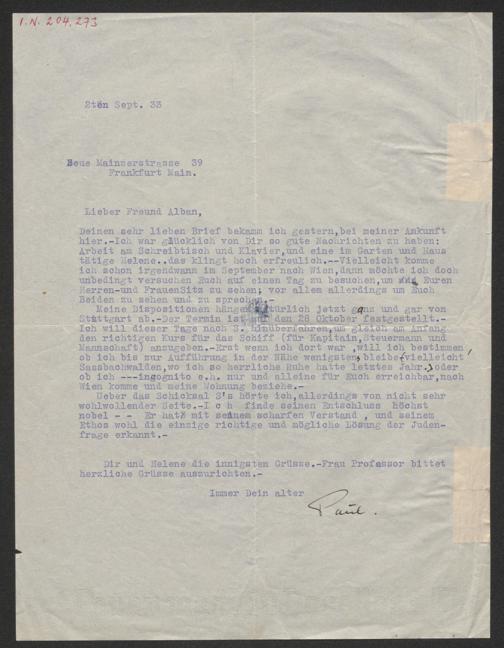 I.N. 204,273
2ten Sept. 33
Neue Mainzerstrasse 39
Frankfurt Main.
Lieber Freund Alban,
Deinen sehr lieben Brief bekamm ich gestern,bei meiner Ankunft
hier.-Ich war glücklich von Dir so gute Nachrichten zu haben:
Arbeit am Schreibtisch und Klavier,und eine im Garten und Haus
tätige Helene..das klingt hoch erfreulich.--Vielleicht komme
ich schon irgendwann im September nach Wien,dann möchte ich doch
unbedingt versuchen Euch auf einen Tag zu besuchen,um Euren
Herren-und FrauenSitz zu sehen; vor allem allerdings um Euch
Beiden zu sehen und zu sprechen.-
Meine Dispositionen hängen natürlich jetzt ganz und gar von
Stuttgart ab.-Der Termin ist auf den 28 Oktober festgestellt.-
Ich will dieser Tage nach S. hinüberfahren,um gleich am Anfang
den richtigen Kurs für das Schiff (für Kapitain,Steuermann und
Mannschaft) anzugeben.-Erst wenn ich dort war ,will ich bestimmen,
ob ich bis zur Aufführung in der Nähe wenigstens bleibe(vielleicht
Sassbachwalden,wo ich so herrliche Ruhe hatte letztes Jahr.)oder
ob ich ---incognito e.h. nur und alleine für Euch erreichbar,nach
Wien komme und meine Wohnung beziehe.-
Ueber das Schicksal S's hörte ich,allerdings von nicht sehr
wohlwollender Seite.-I c h finde seinen Entschluss höchst
nobel - - Er hat mit seinem scharfen Verstand , und seinem
Ethos wohl die einzige richtige und mögliche Lösung der Juden-
frage erkannt.-
Dir und Helene die innigsten Grüsse.-Frau Professor bittet
herzliche Grüsse auszurichten.-
Immer Dein alter
Paul.